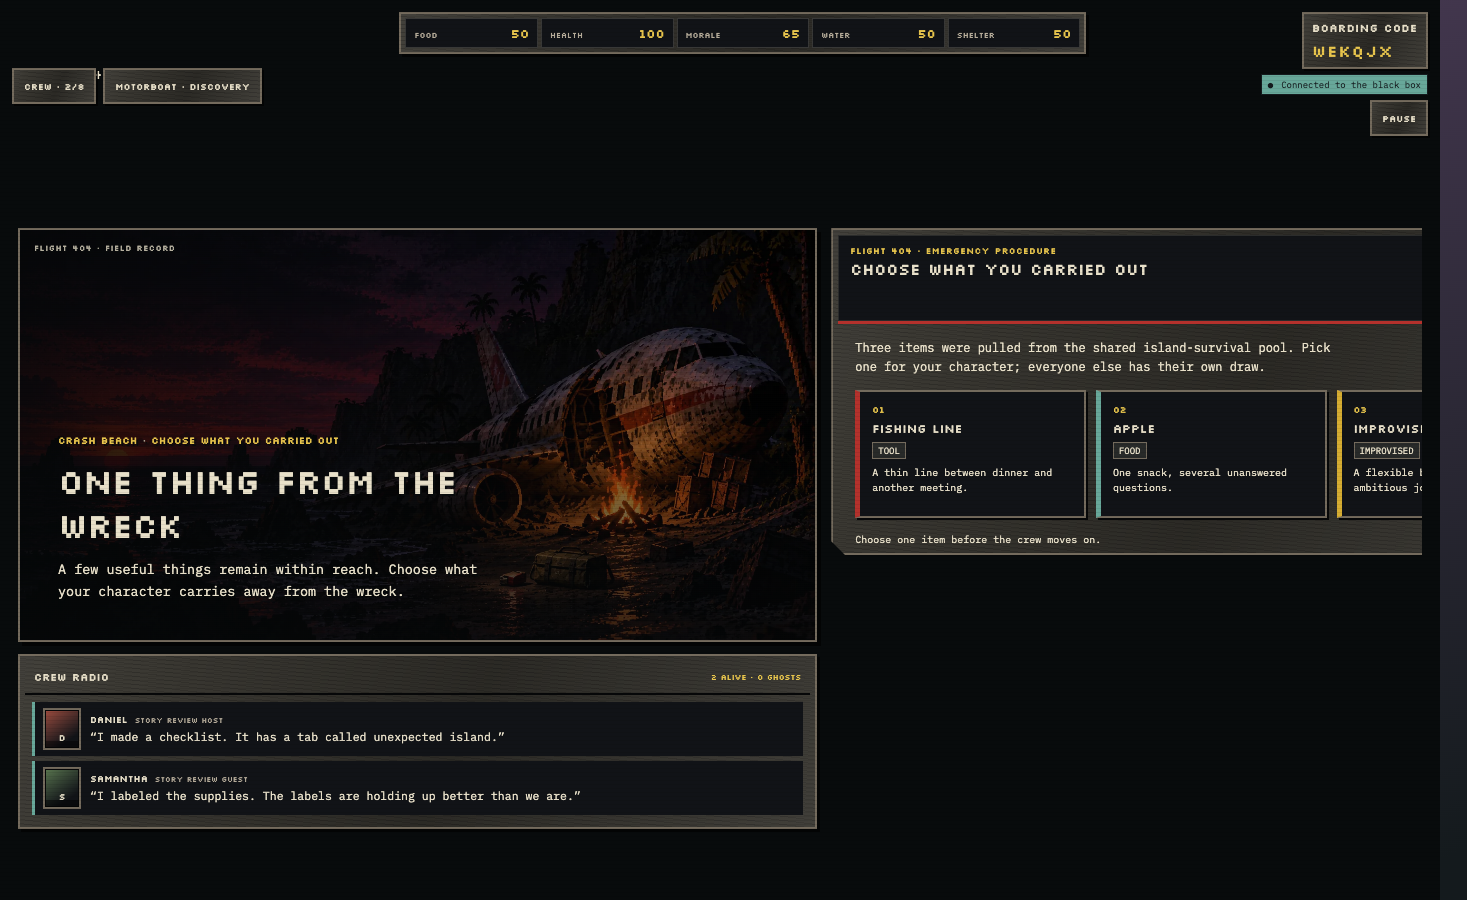 FOOD 50 HEALTH 100 MORALE 65 WATER 50 SHELTER 50
BOARDING CODE
WEKQJX
CREW · 2/8
MOTORBOAT · DISCOVERY
● Connected to the black box
PAUSE
FLIGHT 404 · FIELD RECORD
CRASH BEACH · CHOOSE WHAT YOU CARRIED OUT
ONE THING FROM THE
WRECK
A few useful things remain within reach. Choose what
your character carries away from the wreck.
FLIGHT 404 · EMERGENCY PROCEDURE
CHOOSE WHAT YOU CARRIED OUT
Three items were pulled from the shared island-survival pool. Pick
one for your character; everyone else has their own draw.
01
FISHING LINE
TOOL
A thin line between dinner and
another meeting.
02
APPLE
FOOD
One snack, several unanswered
questions.
03
IMPROVIS
IMPROVISED
A flexible
ambitious
Choose one item before the crew moves on.
CREW RADIO
2 ALIVE · 0 GHOSTS
D
DANIEL STORY REVIEW HOST
“I made a checklist. It has a tab called unexpected island.”
S
SAMANTHA STORY REVIEW GUEST
“I labeled the supplies. The labels are holding up better than we are.”